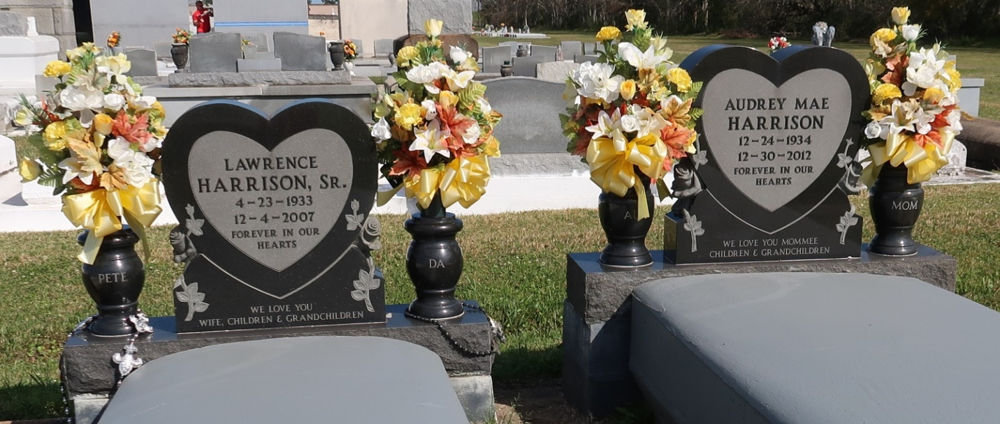 LAWRENCE
HARRISON, SR.
4-23-1933
12-4-2007
FOREVER IN OUR
HEARTS
WE LOVE YOU
WIFE, CHILDREN & GRANDCHILDREN
PETE
DA
AUDREY MAE
HARRISON
12-24-1934
12-30-2012
FOREVER IN OUR
HEARTS
WE LOVE YOU MOMMEE
CHILDREN & GRANDCHILDREN
MOM